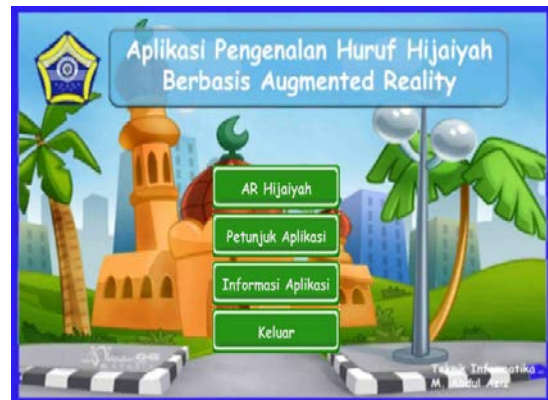 Aplikasi Pengenalan Huruf Hijaiyah
Berbasis Augmented Reality
AR Hijaiyah
Petunjuk Aplikasi
Informasi Aplikasi
Keluar
Teknik Informatika
M. Abdul Aziz